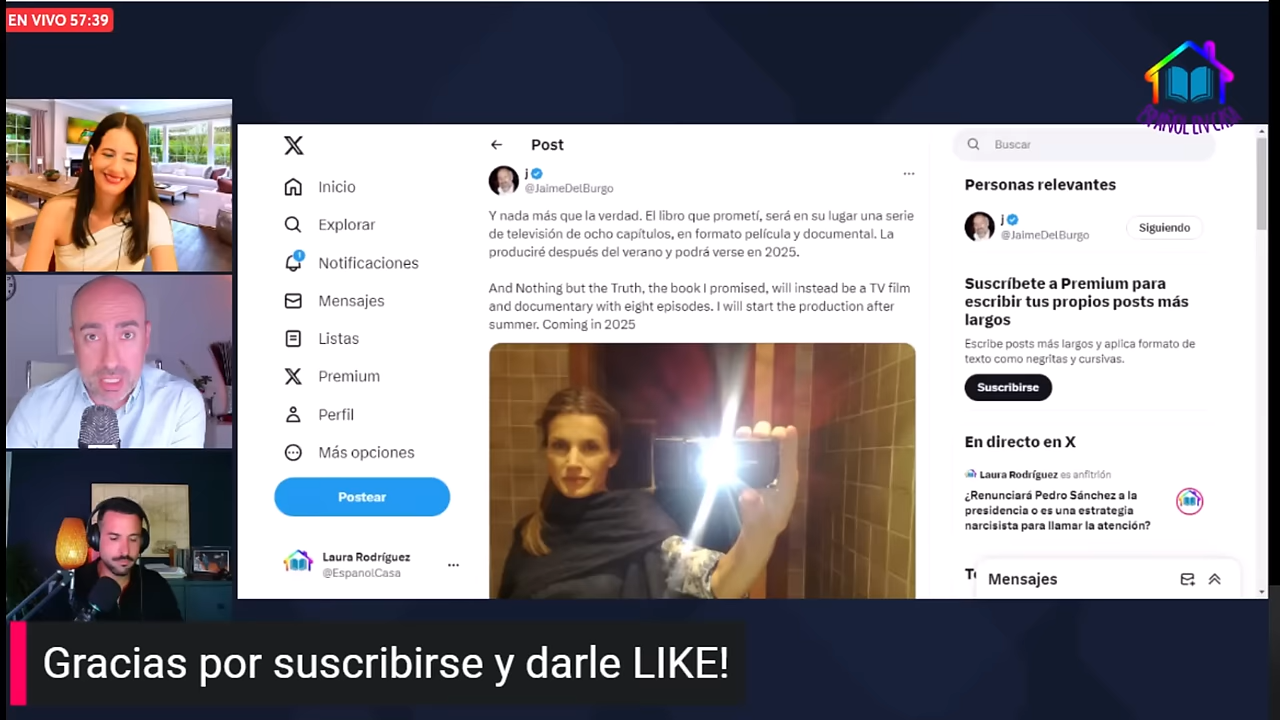 EN VIVO 57:39
Inicio
Explorar
1
Notificaciones
Mensajes
Listas
Premium
Perfil
Más opciones
Postear
Laura Rodríguez
@EspanolCasa
Post
j
@JaimeDelBurgo
Y nada más que la verdad. El libro que prometí, será en su lugar una serie
de televisión de ocho capítulos, en formato película y documental. La
produciré después del verano y podrá verse en 2025.
And Nothing but the Truth, the book I promised, will instead be a TV film
and documentary with eight episodes. I will start the production after
summer. Coming in 2025
Buscar
Personas relevantes
j
@JaimeDelBurgo
Siguiendo
Suscríbete a Premium para
escribir tus propios posts más
largos
Escribe posts más largos y aplica formato de
texto como negritas y cursivas.
Suscribirse
En directo en X
Laura Rodríguez es anfitrión
¿Renunciará Pedro Sánchez a la
presidencia o es una estrategia
narcisista para llamar la atención?
Mensajes
Gracias por suscribirse y darle LIKE!